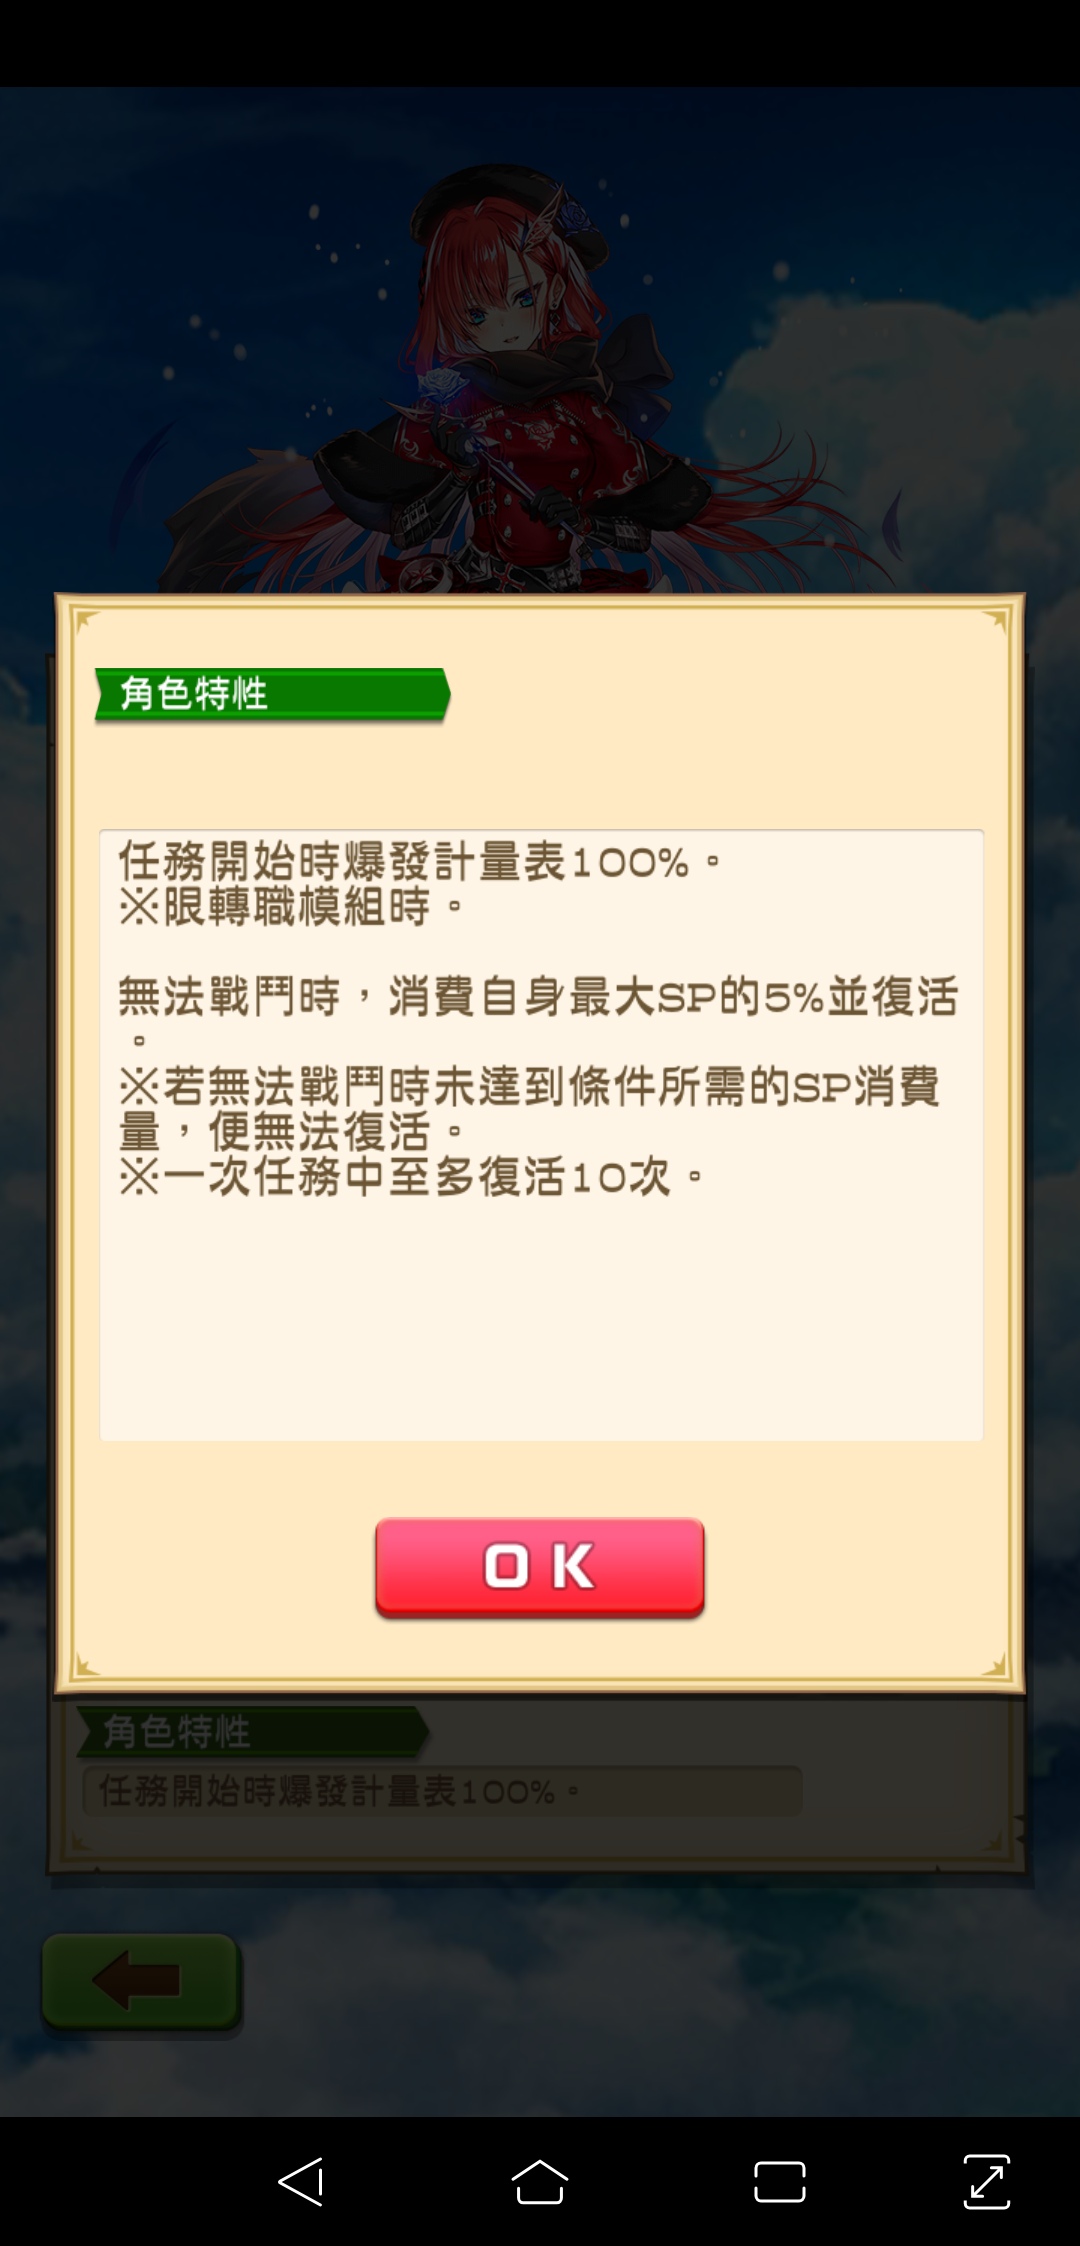 角色特性
任務開始時爆發計量表100%。
※眼轉職模組時。
無法戰鬥時，消費自身最大SP的5%並復活
。
※若無法戰鬥時未達到條件所需的SP消費
量，便無法復活。
※一次任務中至多復活10次。
OK
角色特性
任務開始時爆發計量表100%。